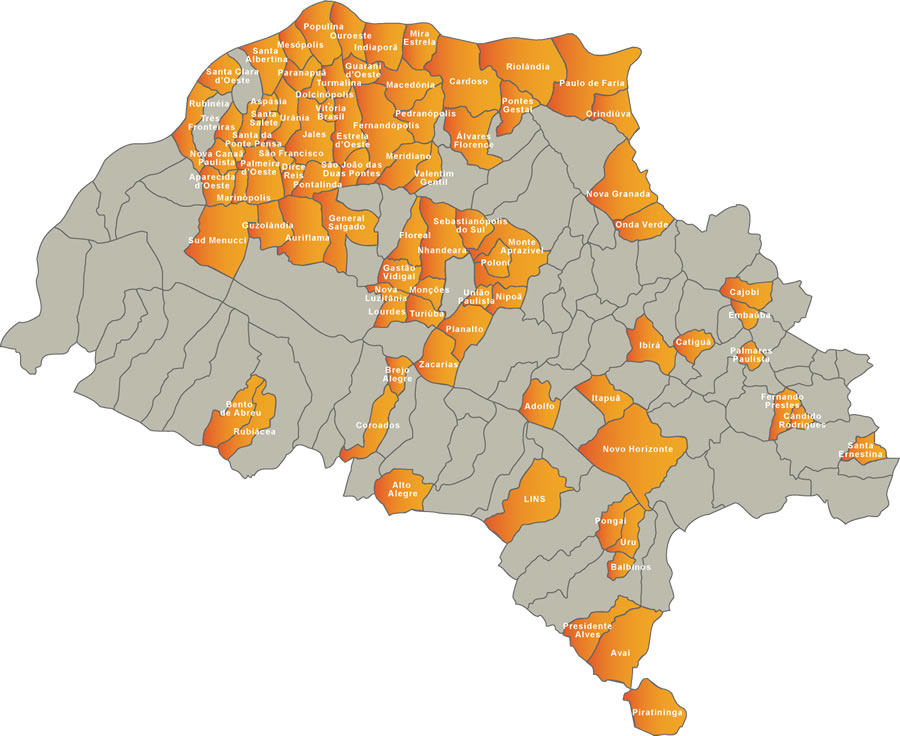 Populina
Ouroeste
Mira
Estrela
Mesópolis
Indiaporã
Santa
Albertina
Riolândia
Guarani
d'Oeste
Santa Clara
d'Oeste
Paranapuã
Turmalina
Cardoso
Paulo de Faria
Macedônia
Dolcinópolis
Rubinéia
Aspásia
Vitória
Brasil
Pontes
Gestal
Santa
Salete
Urânia
Pedranópolis
Orindiúva
Três
Fronteiras
Fernandópolis
Santa da
Ponte Pensa
Jales
Estrela
d'Oeste
Álvares
Florence
Nova Canaã
Paulista
São Francisco
Meridiano
Palmeira
d'Oeste
Dirce
Reis
São João das
Duas Pontes
Valentim
Gentil
Aparecida
d'Oeste
Pontalinda
Marinópolis
Nova Granada
Guzolândia
General
Salgado
Sebastianópolis
do Sul
Onda Verde
Sud Menucci
Auriflama
Floreal
Nhandeara
Monte
Aprazível
Poloni
Gastão
Vidigal
Nova
Luzitânia
Monções
União
Paulista
Nipoã
Cajobi
Lourdes
Turiúba
Embaúba
Planalto
Ibirá
Catiguá
Palmares
Paulista
Zacarias
Brejo
Alegre
Bento
de Abreu
Adolfo
Itapuã
Fernando
Prestes
Cândido
Rodrigues
Rubiácea
Coroados
Novo Horizonte
Santa
Ernestina
Alto
Alegre
LINS
Pongaí
Uru
Balbinos
Presidente
Alves
Avaí
Piratininga